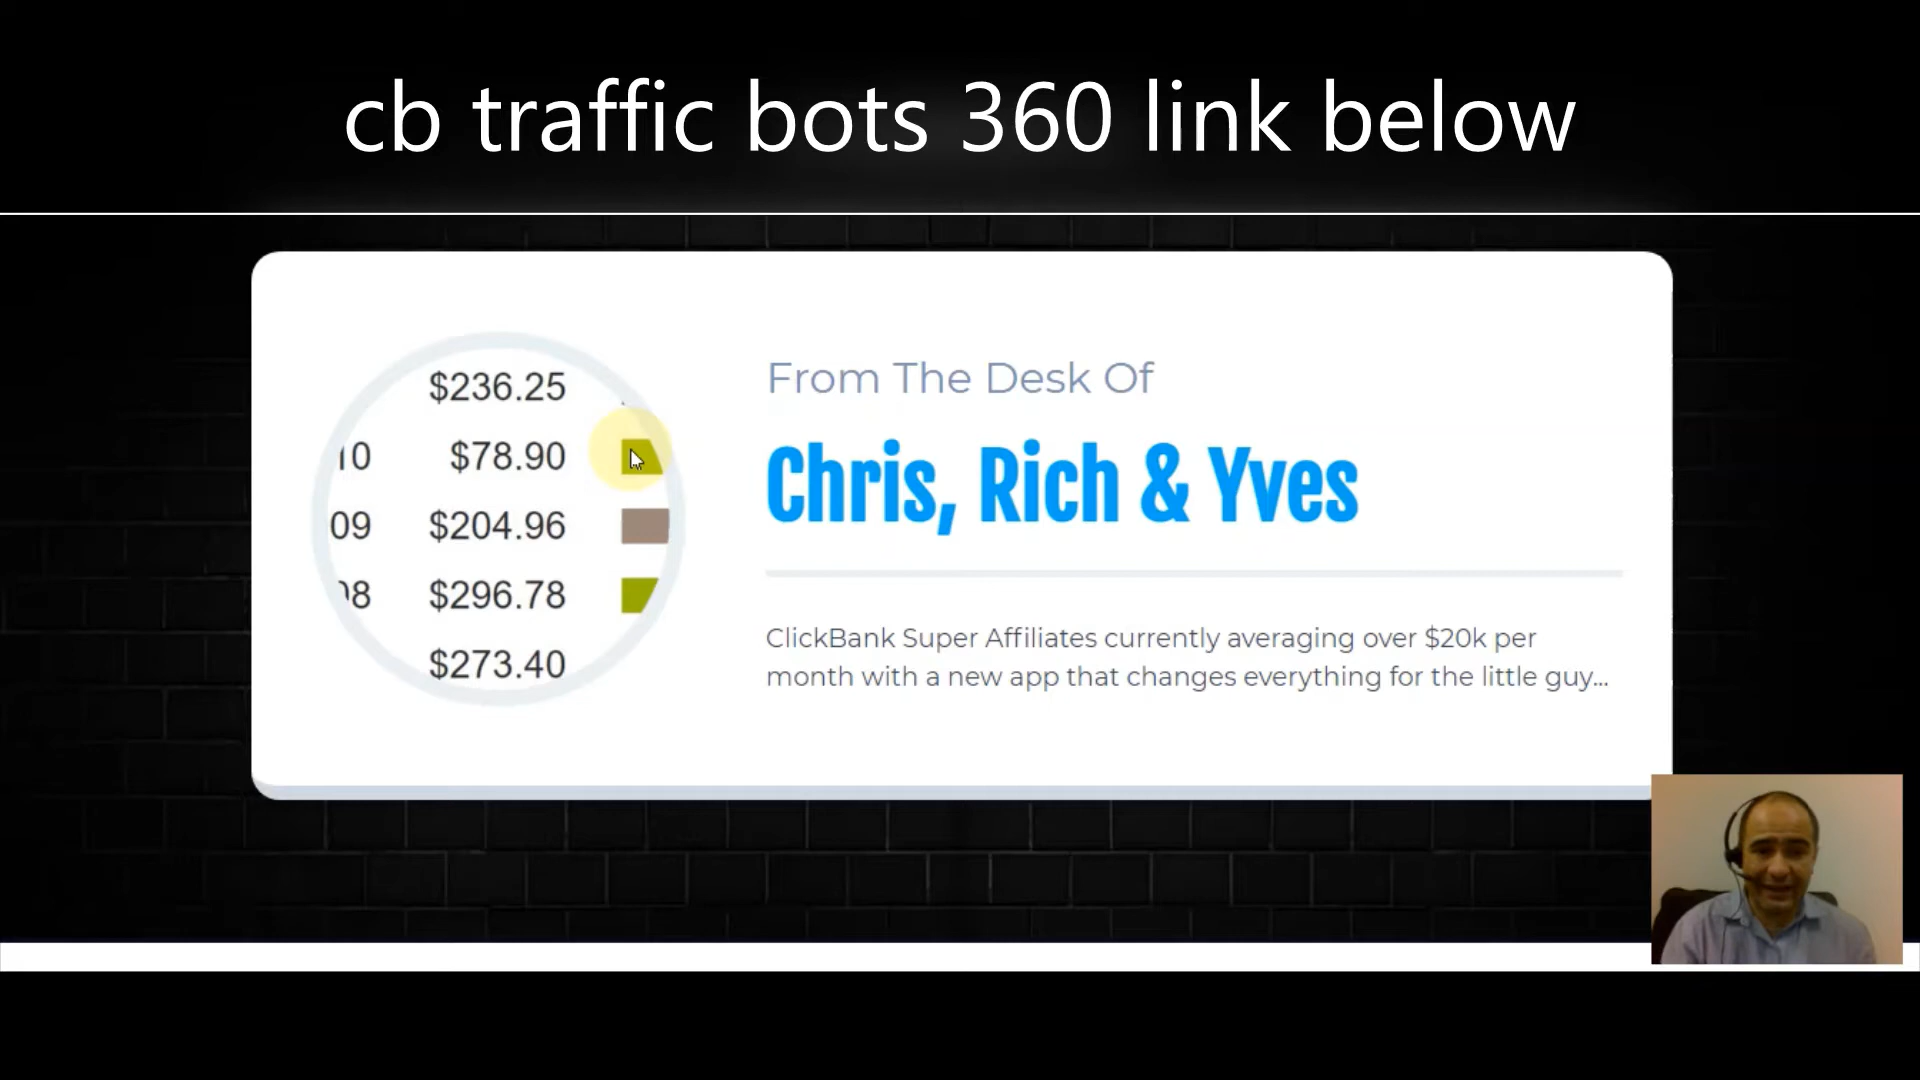 cb traffic bots 360 link below
$236.25
10 $78.90
09 $204.96
08 $296.78
$273.40
From The Desk Of
Chris, Rich & Yves
ClickBank Super Affiliates currently averaging over $20k per
month with a new app that changes everything for the little guy...